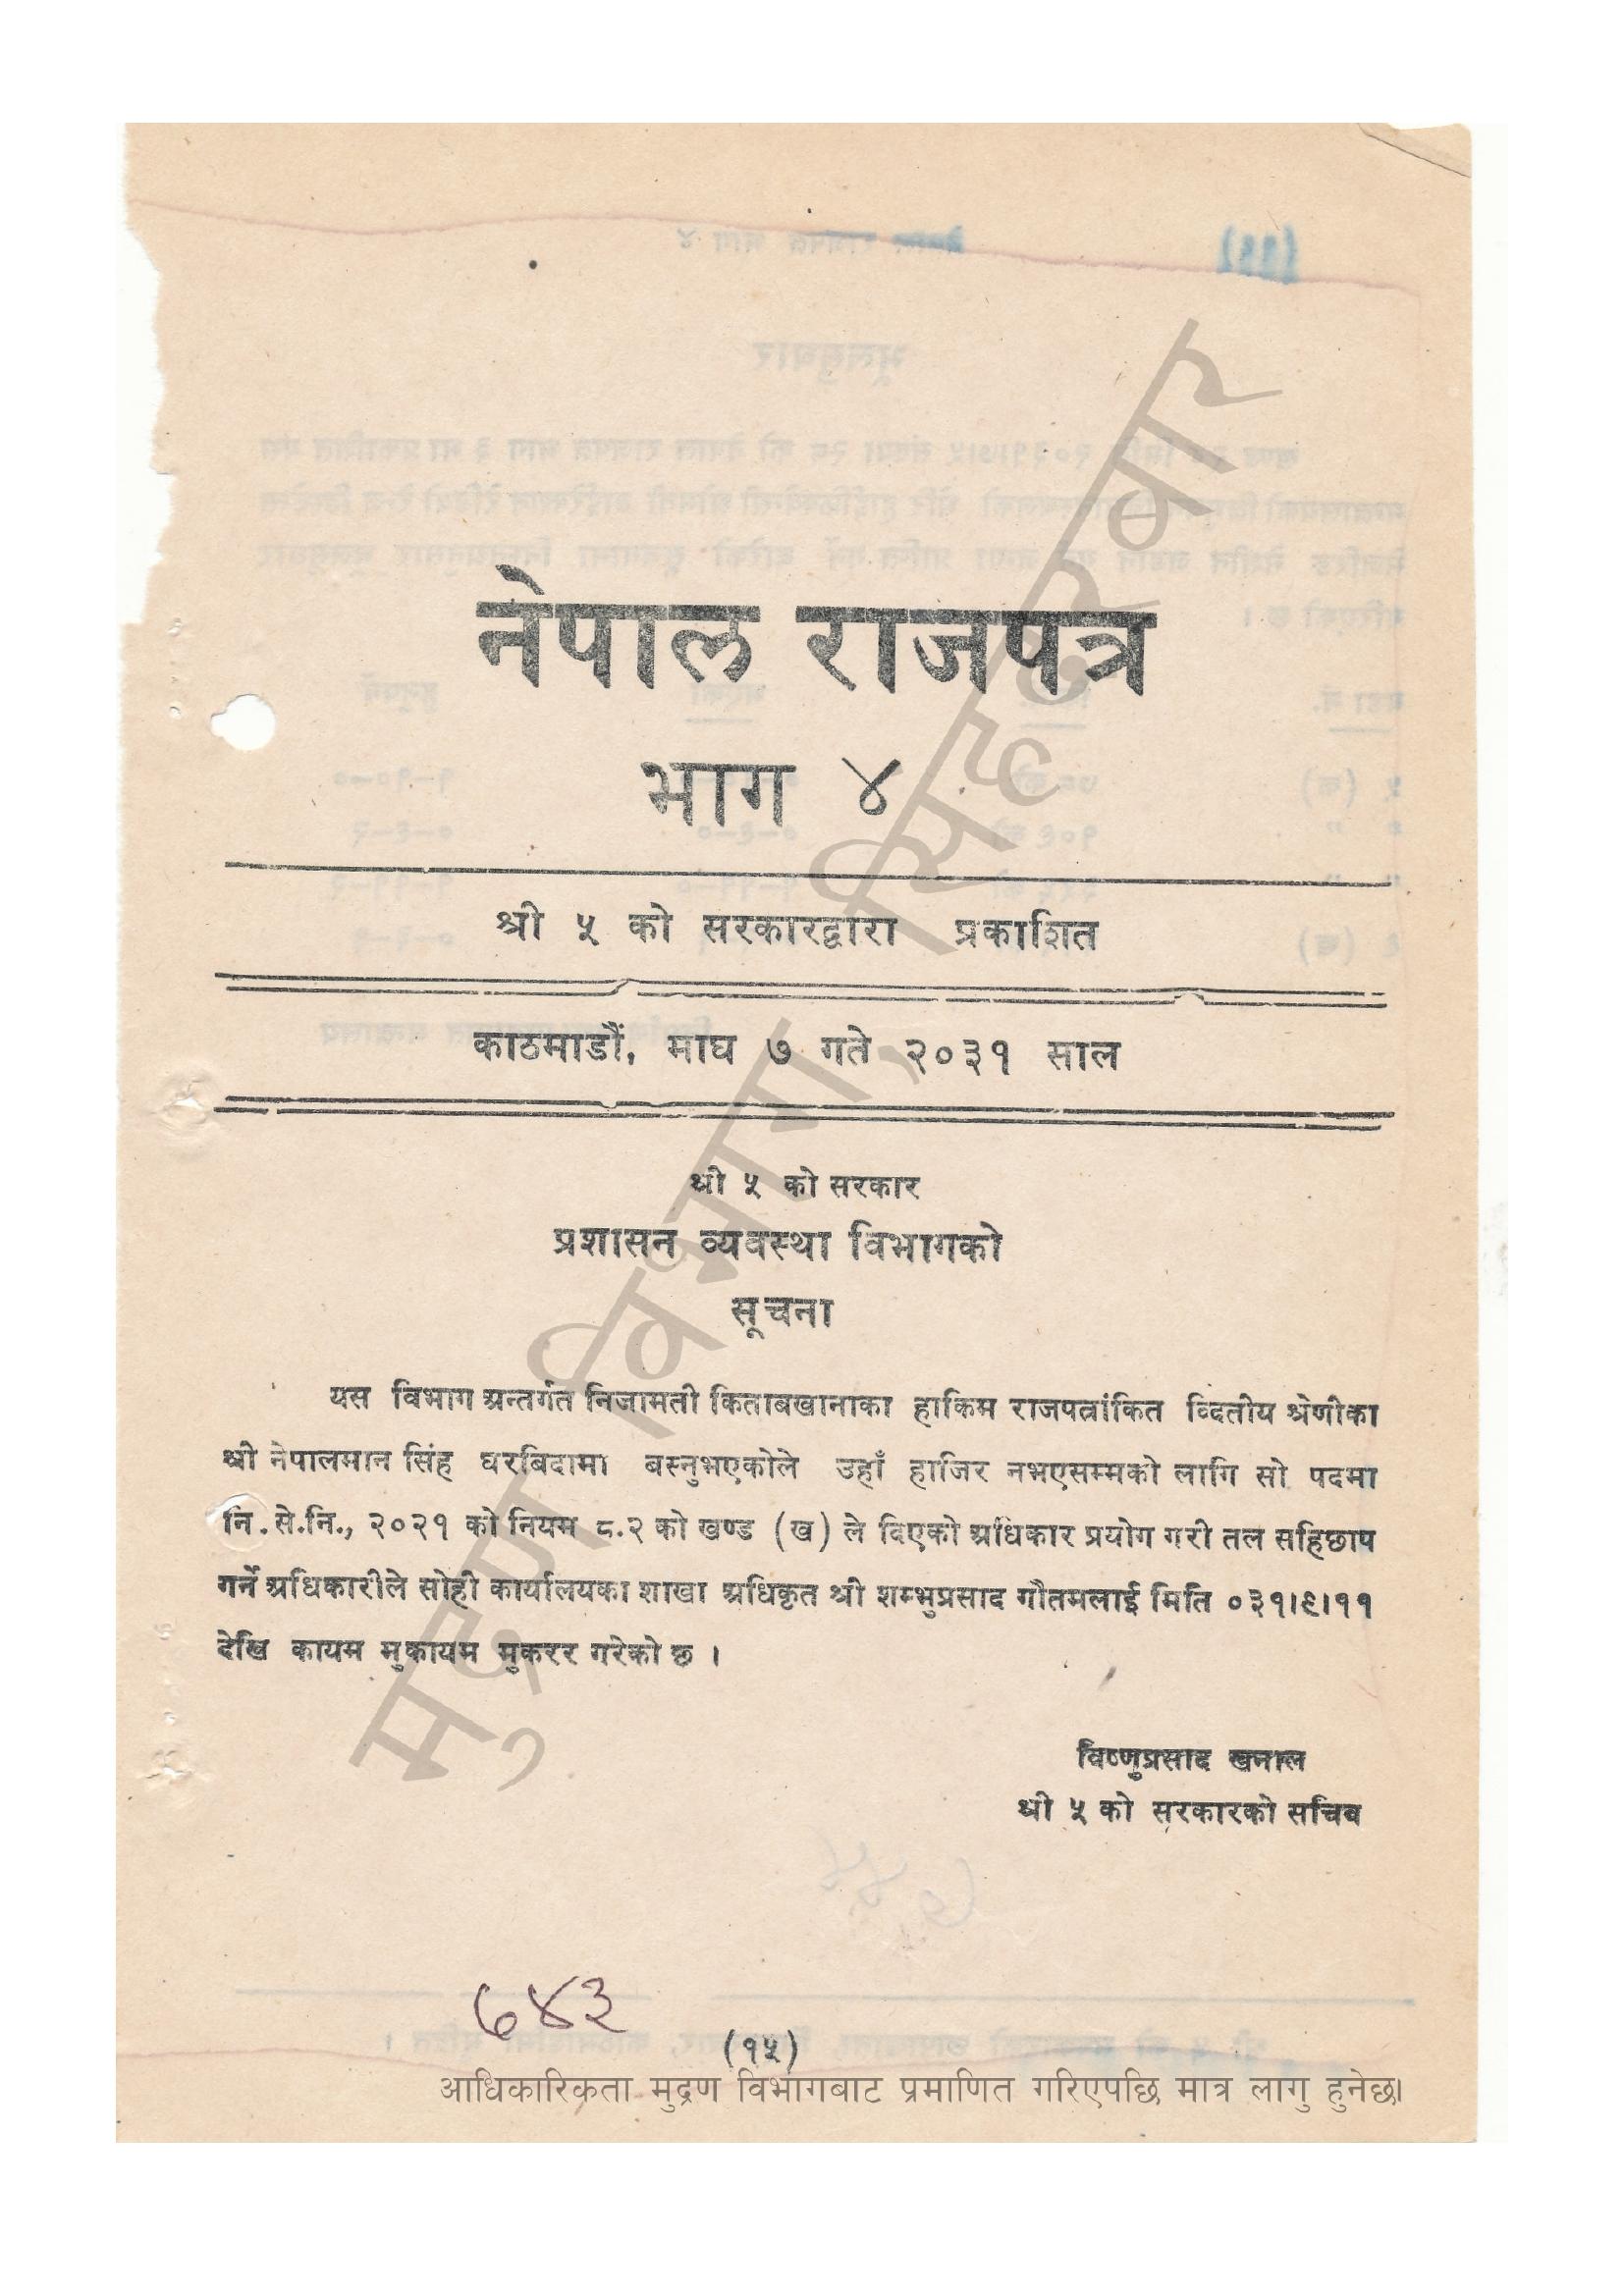 नेपाल राजपत्र
भाग ४
श्री ५ को सरकारद्वारा प्रकाशित
काठमाडौं, माघ ७ गते २०३१ साल
श्री ५ को सरकार
प्रशासन व्यवस्था विभागको
सूचना
यस विभाग अन्तर्गत निजामती किताबखानाका हाकिम राजपत्रांकित द्वितीय श्रेणीका
श्री नेपालमान सिंह घरबिदामा बस्नुभएकोले उहाँ हाजिर नभएसम्मको लागि सो पदमा
नि.से.नि., २०२१ को नियम ८.२ को खण्ड (ख) ले दिएको अधिकार प्रयोग गरी तल सहिछाप
गर्ने अधिकारीले सोही कार्यालयका शाखा अधिकृत श्री शम्भुप्रसाद गौतमलाई मिति ०३१।९।११
देखि कायम मुकायम मुकरर गरेको छ ।
विष्णुप्रसाद खनाल
श्री ५ को सरकारको सचिव
७४३
(१५)
आधिकारिकता मुद्रण विभागबाट प्रमाणित गरिएपछि मात्र लागु हुनेछ।
मुद्रण विभाग, सिंहदरबार